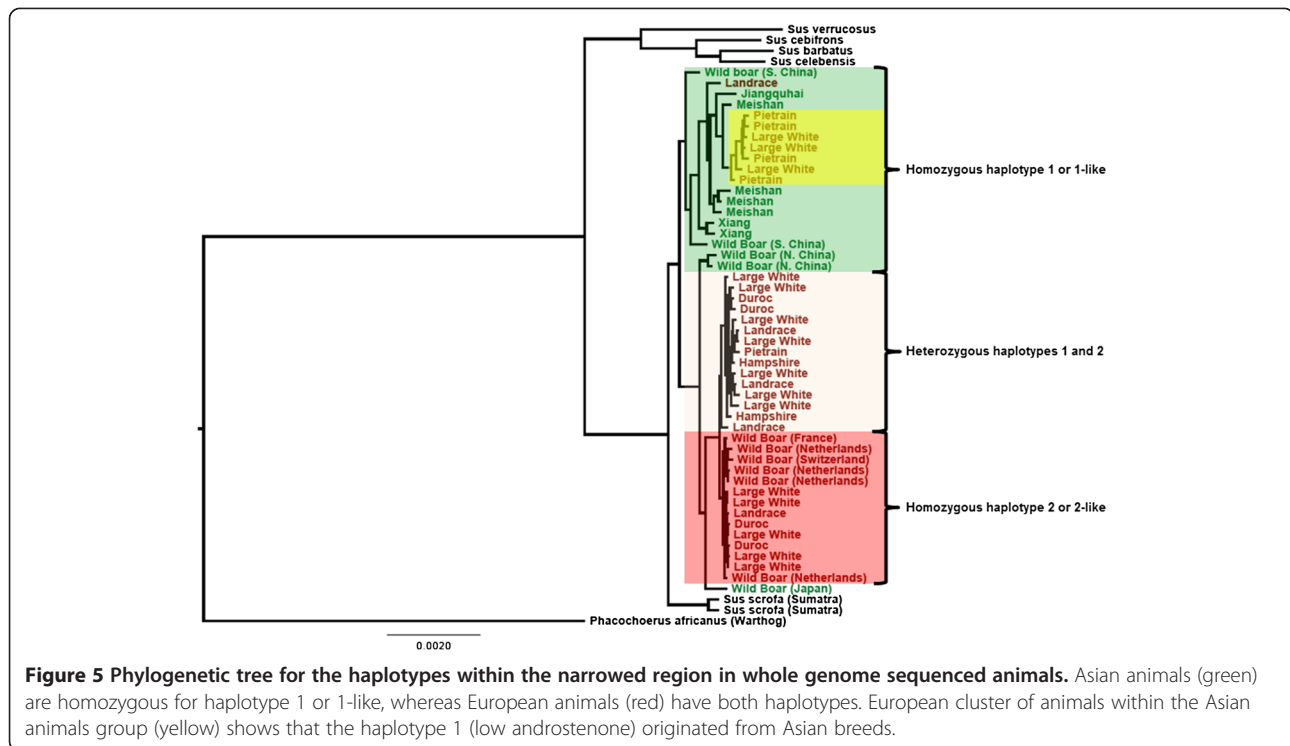 Sus verrucosus
Sus cebifrons
Sus barbatus
Sus celebensis
Wild boar (S. China)
Landrace
Jiangquhai
Meishan
Pietrain
Pietrain
Large White
Large White
Pietrain
Large White
Pietrain
Meishan
Meishan
Meishan
Xiang
Xiang
Wild Boar (S. China)
Wild Boar (N. China)
Wild Boar (N. China)
Homozygous haplotype 1 or 1-like
Large White
Large White
Duroc
Duroc
Large White
Landrace
Large White
Pietrain
Hampshire
Large White
Landrace
Large White
Large White
Hampshire
Landrace
Heterozygous haplotypes 1 and 2
Wild Boar (France)
Wild Boar (Netherlands)
Wild Boar (Switzerland)
Wild Boar (Netherlands)
Wild Boar (Netherlands)
Large White
Large White
Landrace
Duroc
Large White
Duroc
Large White
Large White
Wild Boar (Netherlands)
Homozygous haplotype 2 or 2-like
Wild Boar (Japan)
Sus scrofa (Sumatra)
Sus scrofa (Sumatra)
Phacochoerus africanus (Warthog)
0.0020
Figure 5 Phylogenetic tree for the haplotypes within the narrowed region in whole genome sequenced animals. Asian animals (green)
are homozygous for haplotype 1 or 1-like, whereas European animals (red) have both haplotypes. European cluster of animals within the Asian
animals group (yellow) shows that the haplotype 1 (low androstenone) originated from Asian breeds.